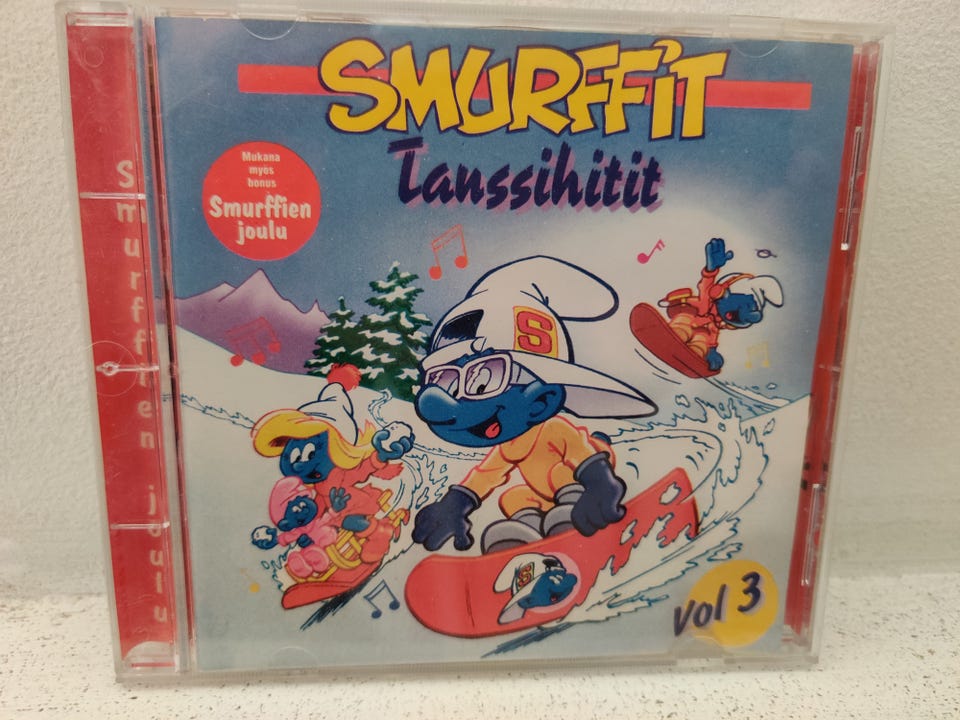 SMURFFIT
Tanssihitit
Mukana
myös
bonus
Smurffien
joulu
Smurffien joulu
S
S
vol 3